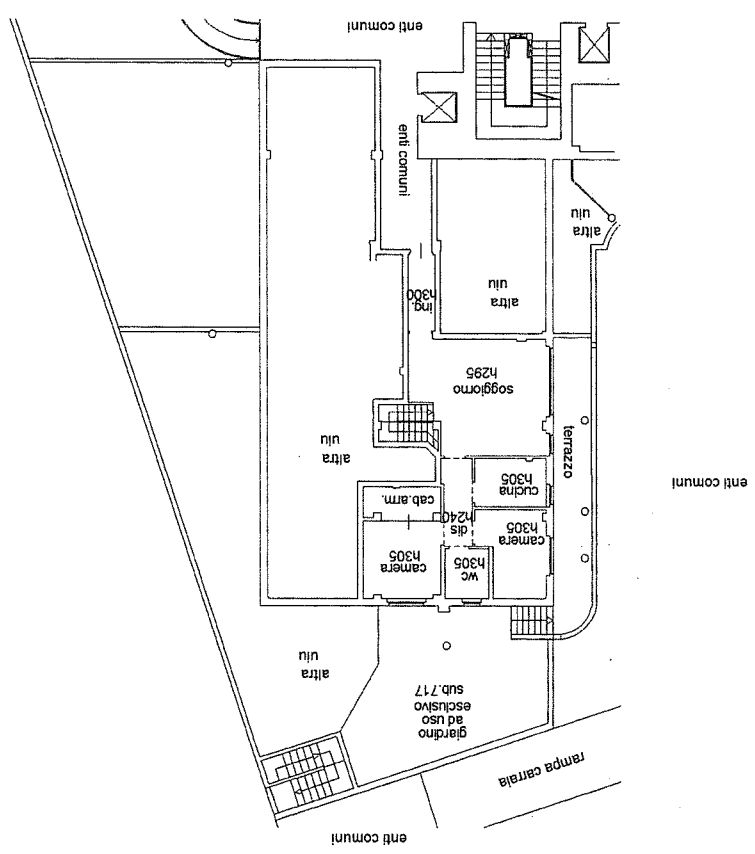 enti comuni
rampa carraia
giardino
ad uso
esclusivo
sub.717
altra
uiu
wc
h305
camera
h305
camera
h305
dis
h240
cab.arm.
cucina
h305
enti comuni
altra
uiu
terrazzo
soggiorno
h295
ing.
h300
altra
uiu
altra
uiu
enti comuni
enti comuni